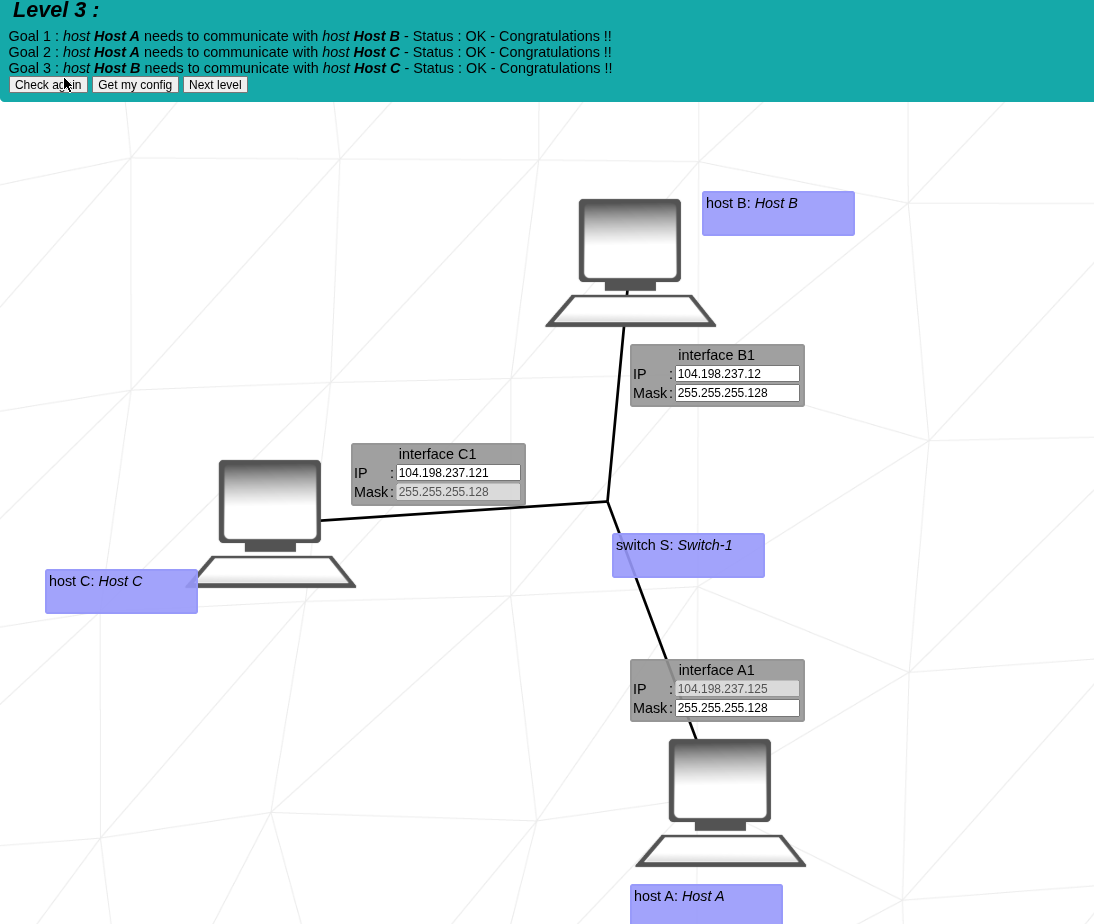 Level 3 :
Goal 1 : host Host A needs to communicate with host Host B - Status : OK - Congratulations !!
Goal 2 : host Host A needs to communicate with host Host C - Status : OK - Congratulations !!
Goal 3 : host Host B needs to communicate with host Host C - Status : OK - Congratulations !!
Check again Get my config Next level
host B: Host B
interface B1
IP : 104.198.237.12
Mask : 255.255.255.128
interface C1
IP : 104.198.237.121
Mask : 255.255.255.128
switch S: Switch-1
host C: Host C
interface A1
IP : 104.198.237.125
Mask : 255.255.255.128
host A: Host A